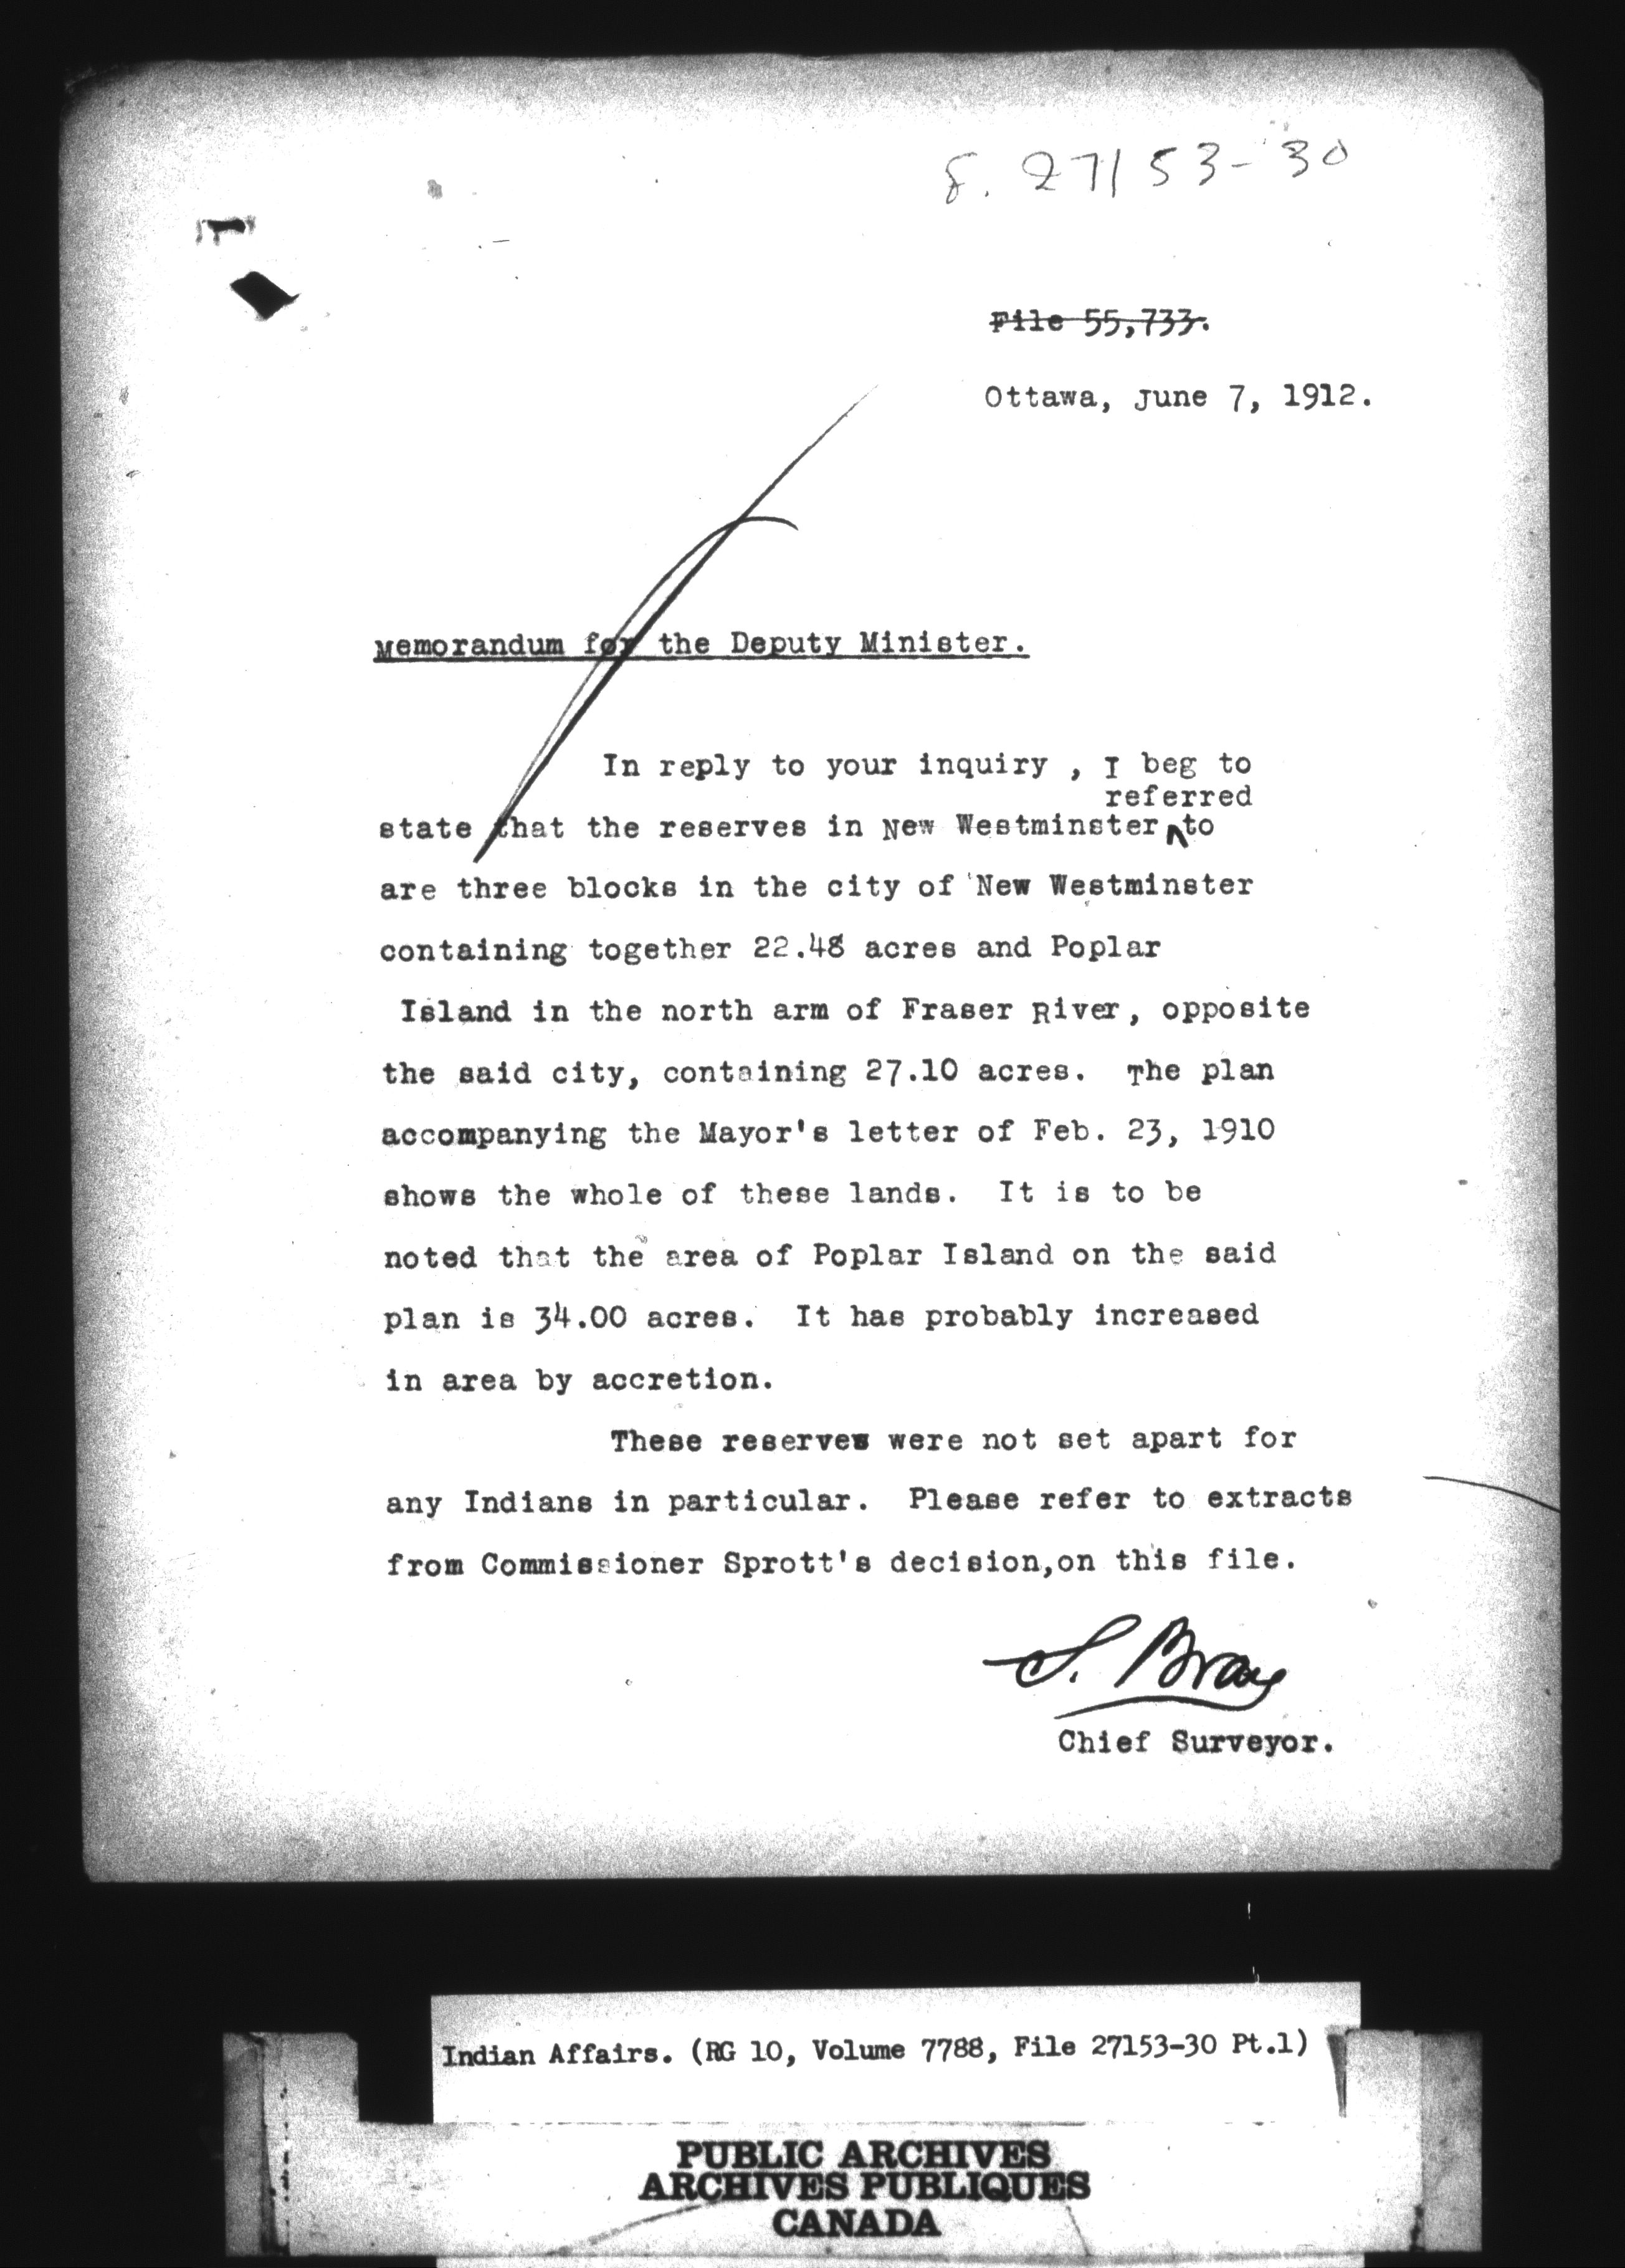 f. 27153-30
File 55,733.
Ottawa, June 7, 1912.
Memorandum for the Deputy Minister.
In reply to your inquiry , I beg to
referred
state that the reserves in New Westminster ^ to
are three blocks in the city of New Westminster
containing together 22.48 acres and Poplar
Island in the north arm of Fraser River, opposite
the said city, containing 27.10 acres. The plan
accompanying the Mayor's letter of Feb. 23, 1910
shows the whole of these lands. It is to be
noted that the area of Poplar Island on the said
plan is 34.00 acres. It has probably increased
in area by accretion.
These reserves were not set apart for
any Indians in particular. Please refer to extracts
from Commissioner Sprott's decision,on this file.
S. Bray
Chief Surveyor.
Indian Affairs. (RG 10, Volume 7788, File 27153-30 Pt.1)
PUBLIC ARCHIVES
ARCHIVES PUBLIQUES
CANADA